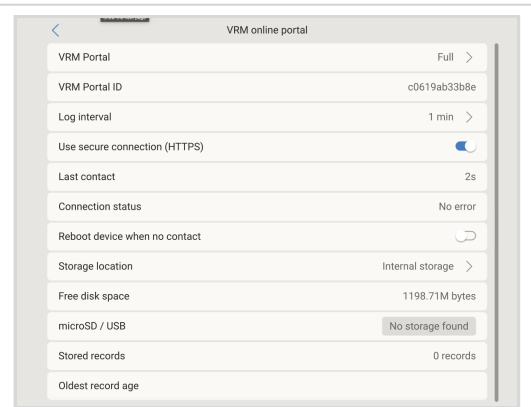 VRM online portal
VRM Portal Full
VRM Portal ID c0619ab33b8e
Log interval 1 min
Use secure connection (HTTPS)
Last contact 2s
Connection status No error
Reboot device when no contact
Storage location Internal storage
Free disk space 1198.71M bytes
microSD / USB No storage found
Stored records 0 records
Oldest record age